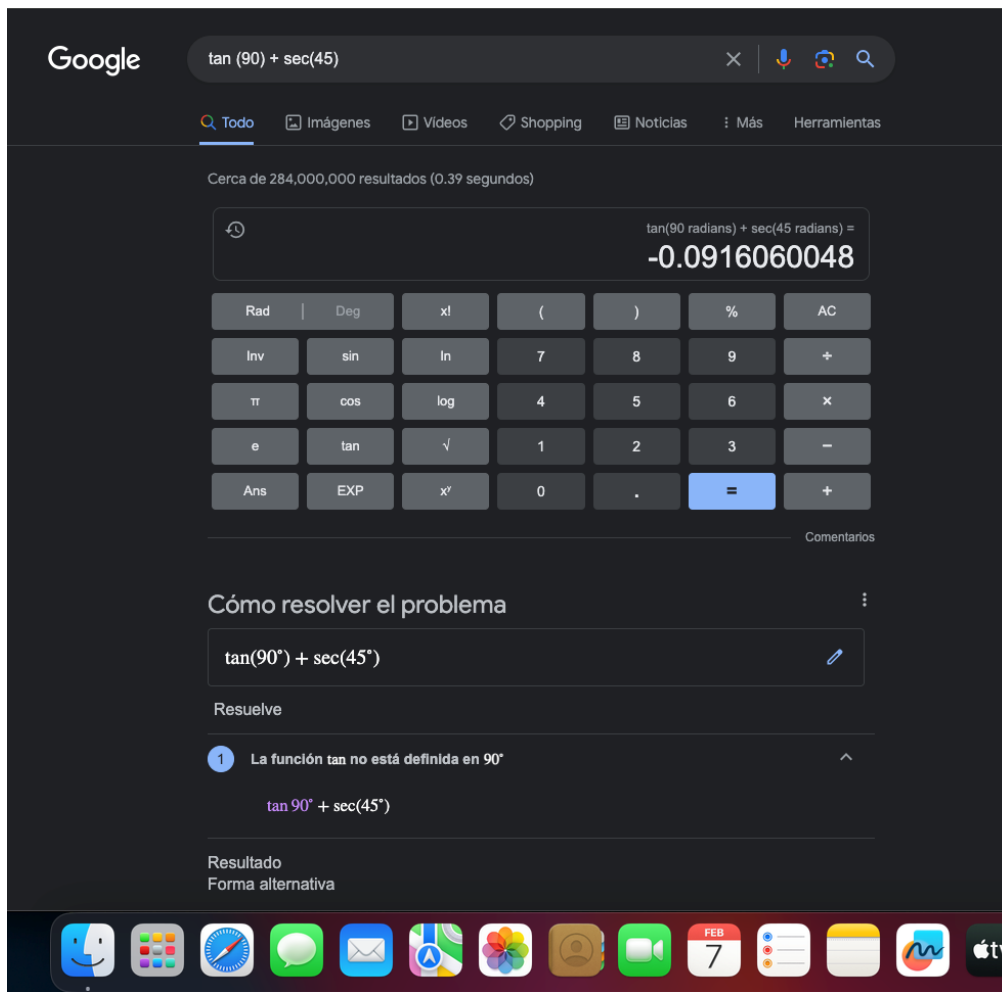 Google
tan (90) + sec(45)
Todo Imágenes Videos Shopping Noticias Más Herramientas
Cerca de 284,000,000 resultados (0.39 segundos)
tan(90 radians) + sec(45 radians) =
-0.0916060048
Rad | Deg x! ( ) % AC
Inv sin ln 7 8 9 ÷
π cos log 4 5 6 ×
e tan √ 1 2 3 −
Ans EXP xʸ 0 . = +
Comentarios
Cómo resolver el problema
tan(90°) + sec(45°)
Resuelve
1 La función tan no está definida en 90°
tan 90° + sec(45°)
Resultado
Forma alternativa
FEB
7
tv